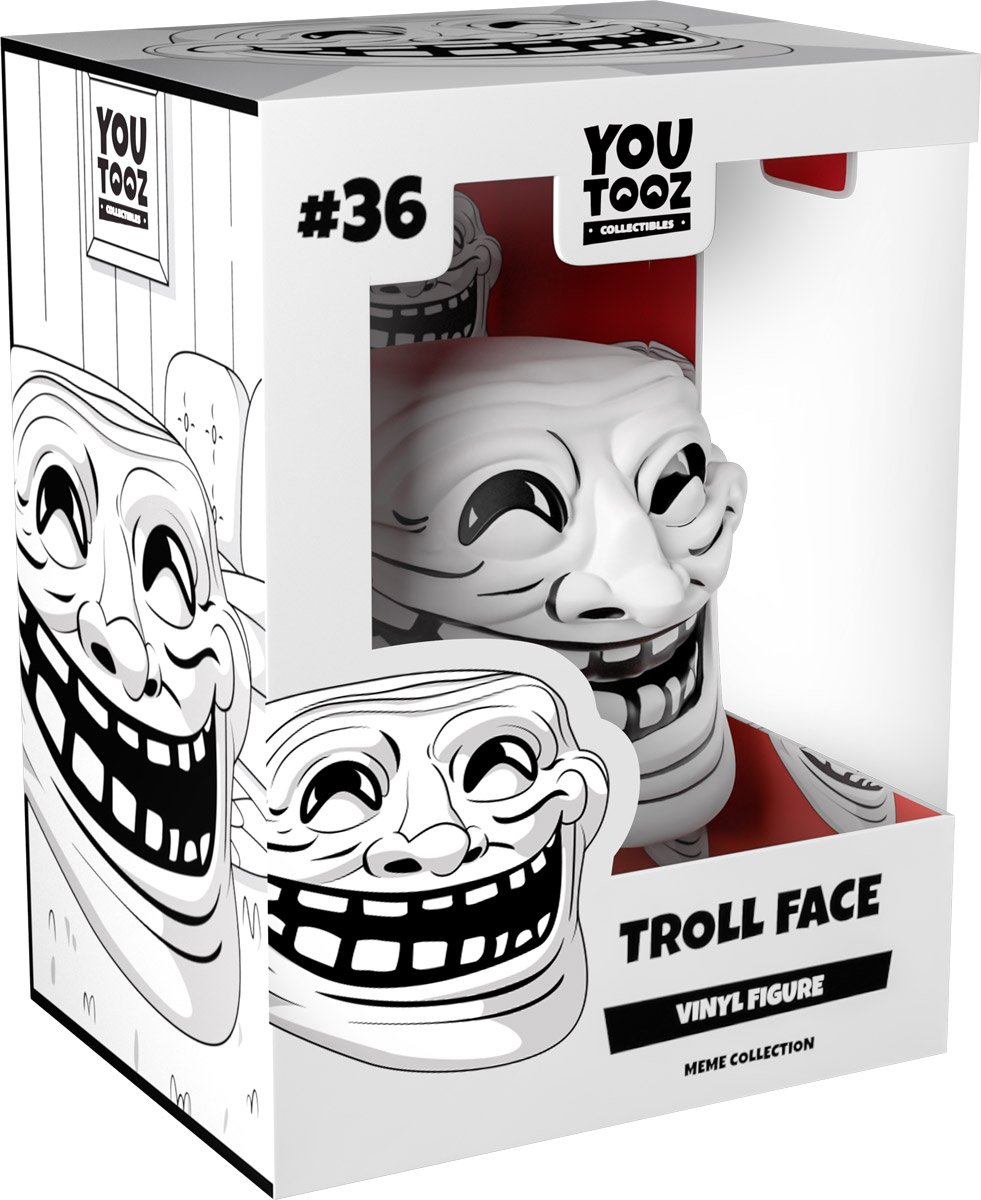 YOU
TOOZ
• COLLECTIBLES •
#36
YOU
TOOZ
• COLLECTIBLES •
TROLL FACE
VINYL FIGURE
MEME COLLECTION